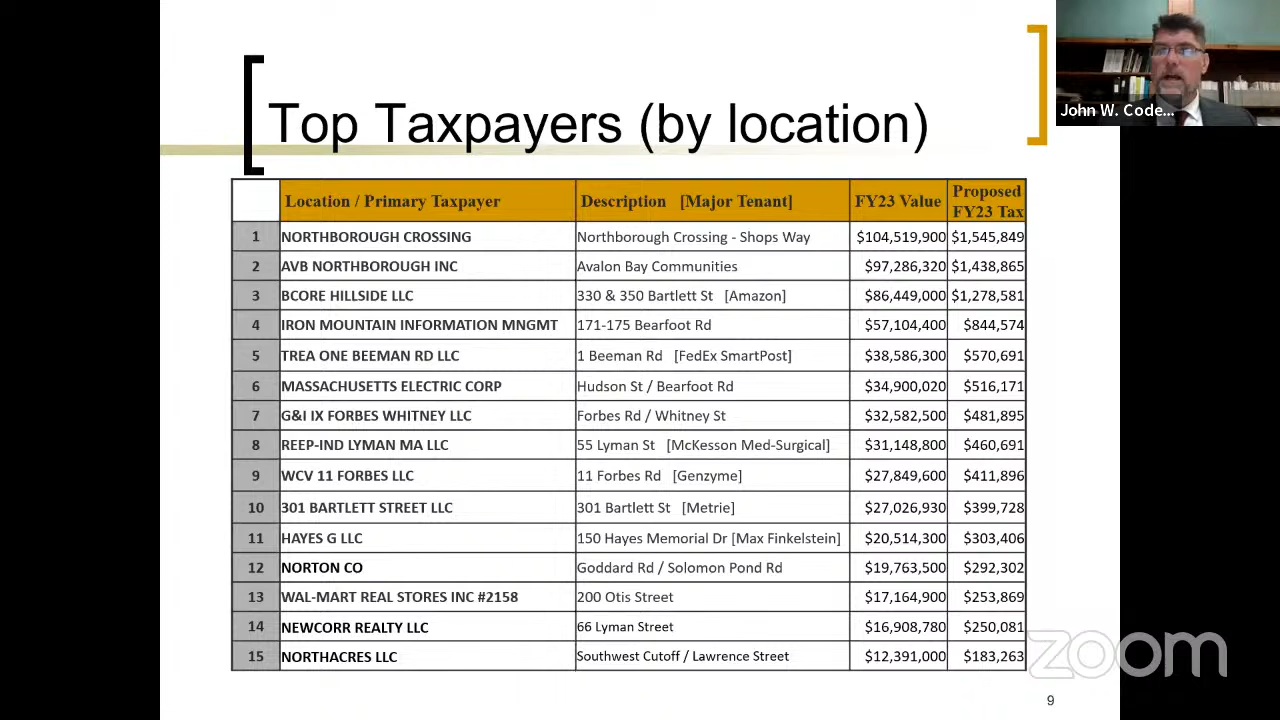 John W. Code...
Top Taxpayers (by location)
Location / Primary Taxpayer Description [Major Tenant] FY23 Value Proposed FY23 Tax
1 NORTHBOROUGH CROSSING Northborough Crossing - Shops Way $104,519,900 $1,545,849
2 AVB NORTHBOROUGH INC Avalon Bay Communities $97,286,320 $1,438,865
3 BCORE HILLSIDE LLC 330 & 350 Bartlett St [Amazon] $86,449,000 $1,278,581
4 IRON MOUNTAIN INFORMATION MNGMT 171-175 Bearfoot Rd $57,104,400 $844,574
5 TREA ONE BEEMAN RD LLC 1 Beeman Rd [FedEx SmartPost] $38,586,300 $570,691
6 MASSACHUSETTS ELECTRIC CORP Hudson St / Bearfoot Rd $34,900,020 $516,171
7 G&I IX FORBES WHITNEY LLC Forbes Rd / Whitney St $32,582,500 $481,895
8 REEP-IND LYMAN MA LLC 55 Lyman St [McKesson Med-Surgical] $31,148,800 $460,691
9 WCV 11 FORBES LLC 11 Forbes Rd [Genzyme] $27,849,600 $411,896
10 301 BARTLETT STREET LLC 301 Bartlett St [Metrie] $27,026,930 $399,728
11 HAYES G LLC 150 Hayes Memorial Dr [Max Finkelstein] $20,514,300 $303,406
12 NORTON CO Goddard Rd / Solomon Pond Rd $19,763,500 $292,302
13 WAL-MART REAL STORES INC #2158 200 Otis Street $17,164,900 $253,869
14 NEWCORR REALTY LLC 66 Lyman Street $16,908,780 $250,081
15 NORTHACRES LLC Southwest Cutoff / Lawrence Street $12,391,000 $183,263
zoom
9